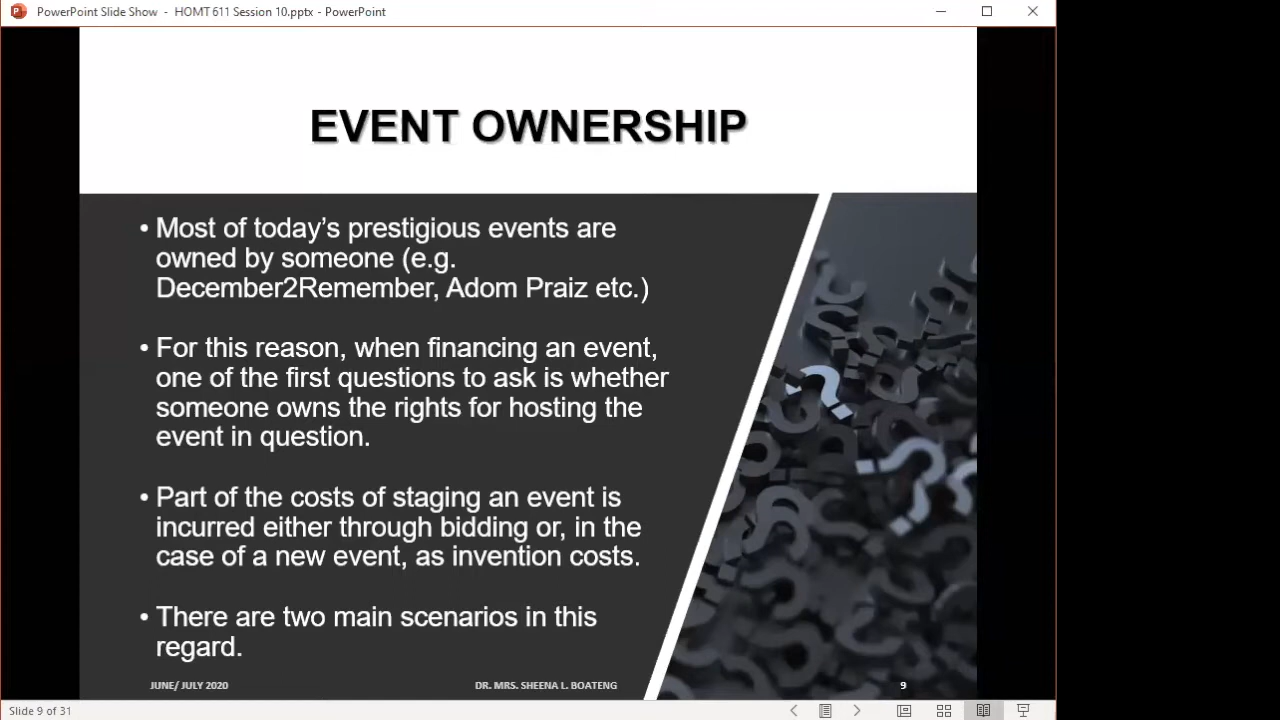 PowerPoint Slide Show - HOMT 611 Session 10.pptx - PowerPoint
EVENT OWNERSHIP
• Most of today's prestigious events are
owned by someone (e.g.
December2Remember, Adom Praiz etc.)
• For this reason, when financing an event,
one of the first questions to ask is whether
someone owns the rights for hosting the
event in question.
• Part of the costs of staging an event is
incurred either through bidding or, in the
case of a new event, as invention costs.
• There are two main scenarios in this
regard.
JUNE/ JULY 2020 DR. MRS. SHEENA L. BOATENG 9
Slide 9 of 31